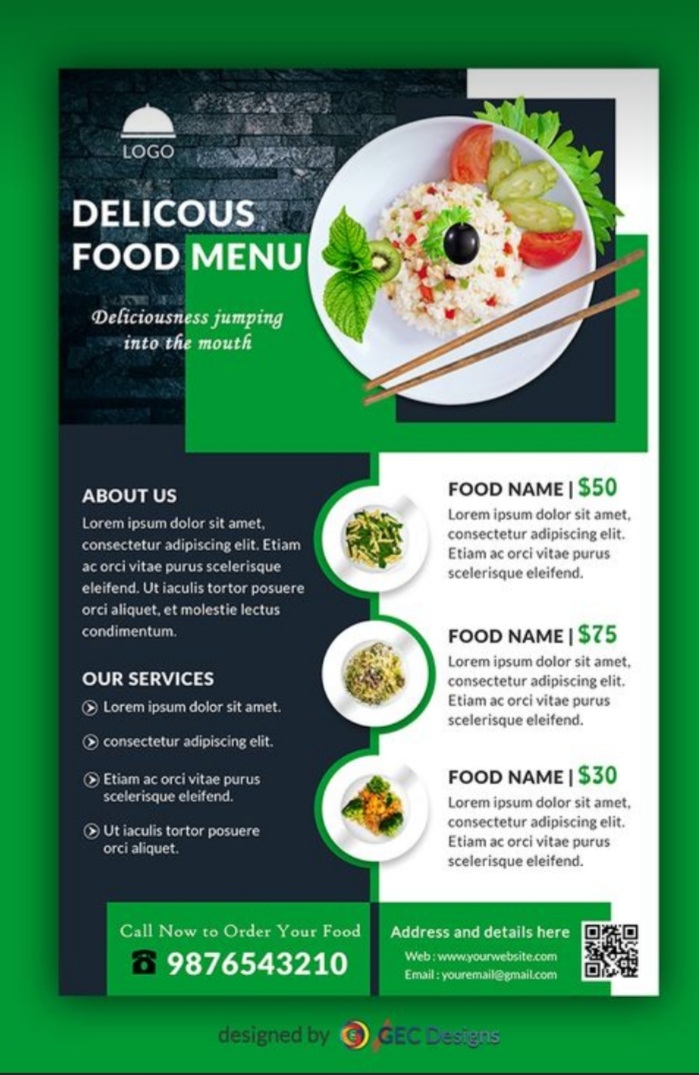 LOGO
DELICOUS
FOOD MENU
Deliciousness jumping
into the mouth
ABOUT US
Lorem ipsum dolor sit amet,
consectetur adipiscing elit. Etiam
ac orci vitae purus scelerisque
eleifend. Ut iaculis tortor posuere
orci aliquet, et molestie lectus
condimentum.
OUR SERVICES
Lorem ipsum dolor sit amet.
consectetur adipiscing elit.
Etiam ac orci vitae purus
scelerisque eleifend.
Ut iaculis tortor posuere
orci aliquet.
FOOD NAME | $50
Lorem ipsum dolor sit amet,
consectetur adipiscing elit.
Etiam ac orci vitae purus
scelerisque eleifend.
FOOD NAME | $75
Lorem ipsum dolor sit amet,
consectetur adipiscing elit.
Etiam ac orci vitae purus
scelerisque eleifend.
FOOD NAME | $30
Lorem ipsum dolor sit amet,
consectetur adipiscing elit.
Etiam ac orci vitae purus
scelerisque eleifend.
Call Now to Order Your Food
9876543210
Address and details here
Web : www.yourwebsite.com
Email : youremail@gmail.com
designed by GEC Designs